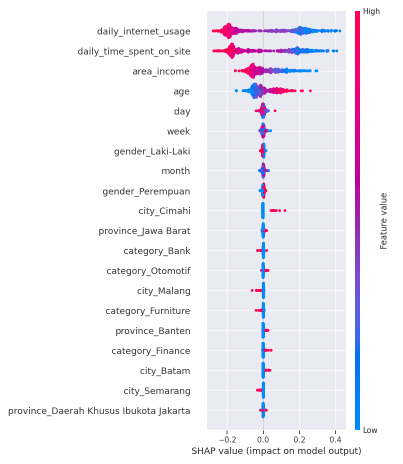 High
daily_internet_usage
daily_time_spent_on_site
area_income
age
day
week
gender_Laki-Laki
month
gender_Perempuan
city_Cimahi
province_Jawa Barat
category_Bank
category_Otomotif
city_Malang
category_Furniture
province_Banten
category_Finance
city_Batam
city_Semarang
province_Daerah Khusus Ibukota Jakarta
Feature value
Low
−0.2 0.0 0.2 0.4
SHAP value (impact on model output)